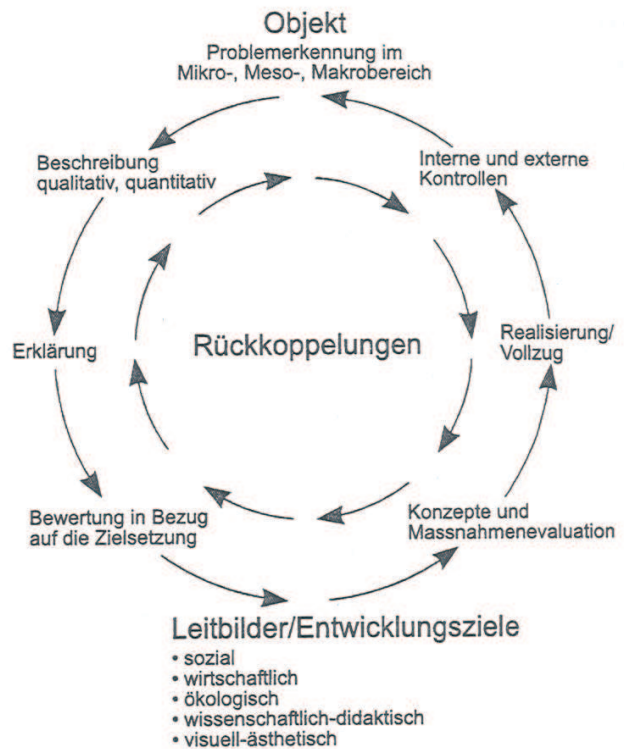 Objekt
Problemerkennung im
Mikro-, Meso-, Makrobereich
Beschreibung
qualitativ, quantitativ
Interne und externe
Kontrollen
Erklärung
Rückkoppelungen
Realisierung/
Vollzug
Bewertung in Bezug
auf die Zielsetzung
Konzepte und
Massnahmenevaluation
Leitbilder/Entwicklungsziele
• sozial
• wirtschaftlich
• ökologisch
• wissenschaftlich-didaktisch
• visuell-ästhetisch